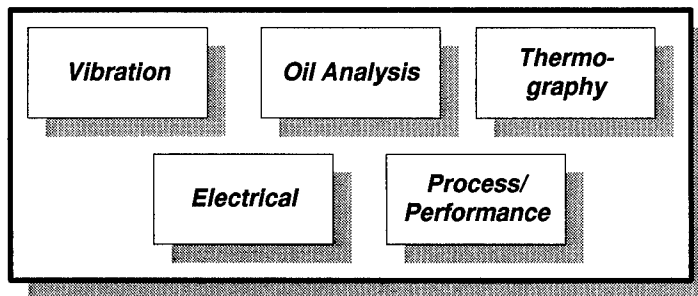 Vibration
Oil Analysis
Thermo-
graphy
Electrical
Process/
Performance